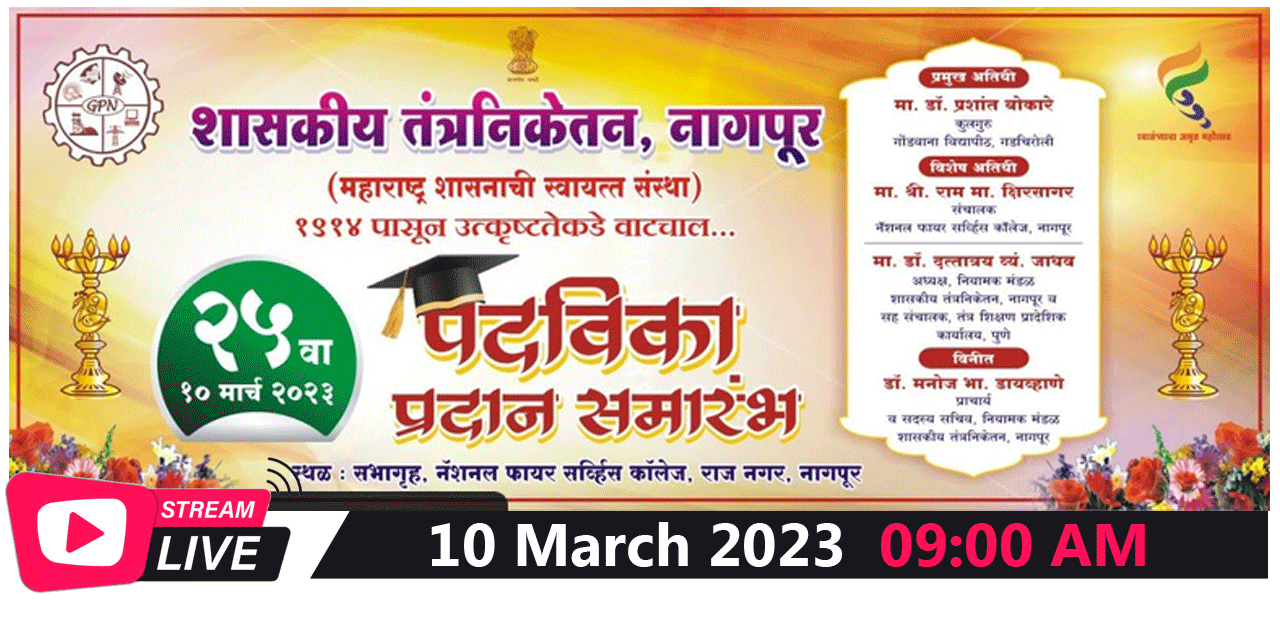 GPN
शासकीय तंत्रनिकेतन, नागपूर
(महाराष्ट्र शासनाची स्वायत्त संस्था)
१९१४ पासून उत्कृष्टतेकडे वाटचाल...
२५ वा
१० मार्च २०२३
पदविका
प्रदान समारंभ
स्थळ : सभागृह, नॅशनल फायर सर्व्हिस कॉलेज, राज नगर, नागपूर
प्रमुख अतिथी
मा. डॉ. प्रशांत बोकारे
कुलगुरु
गोंडवाना विद्यापीठ, गडचिरोली
विशेष अतिथी
मा. श्री. राम मा. क्षिरसागर
संचालक
नॅशनल फायर सर्व्हिस कॉलेज, नागपूर
मा. डॉ. दत्तात्रय व्यं. जाधव
अध्यक्ष, नियामक मंडळ
शासकीय तंत्रनिकेतन, नागपूर व
सह संचालक, तंत्र शिक्षण प्रादेशिक
कार्यालय, पुणे
विनीत
डॉ. मनोज भा. डायव्हाणे
प्राचार्य
व सदस्य सचिव, नियामक मंडळ
शासकीय तंत्रनिकेतन, नागपूर
स्वातंत्र्याचा अमृत महोत्सव
STREAM
LIVE
10 March 2023 09:00 AM